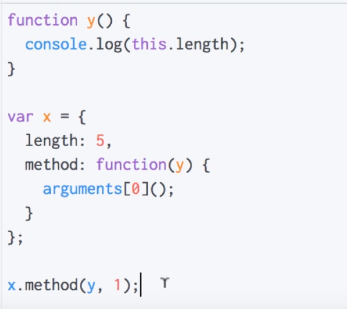 function y() {
  console.log(this.length);
}

var x = {
  length: 5,
  method: function(y) {
    arguments[0]();
  }
};

x.method(y, 1);